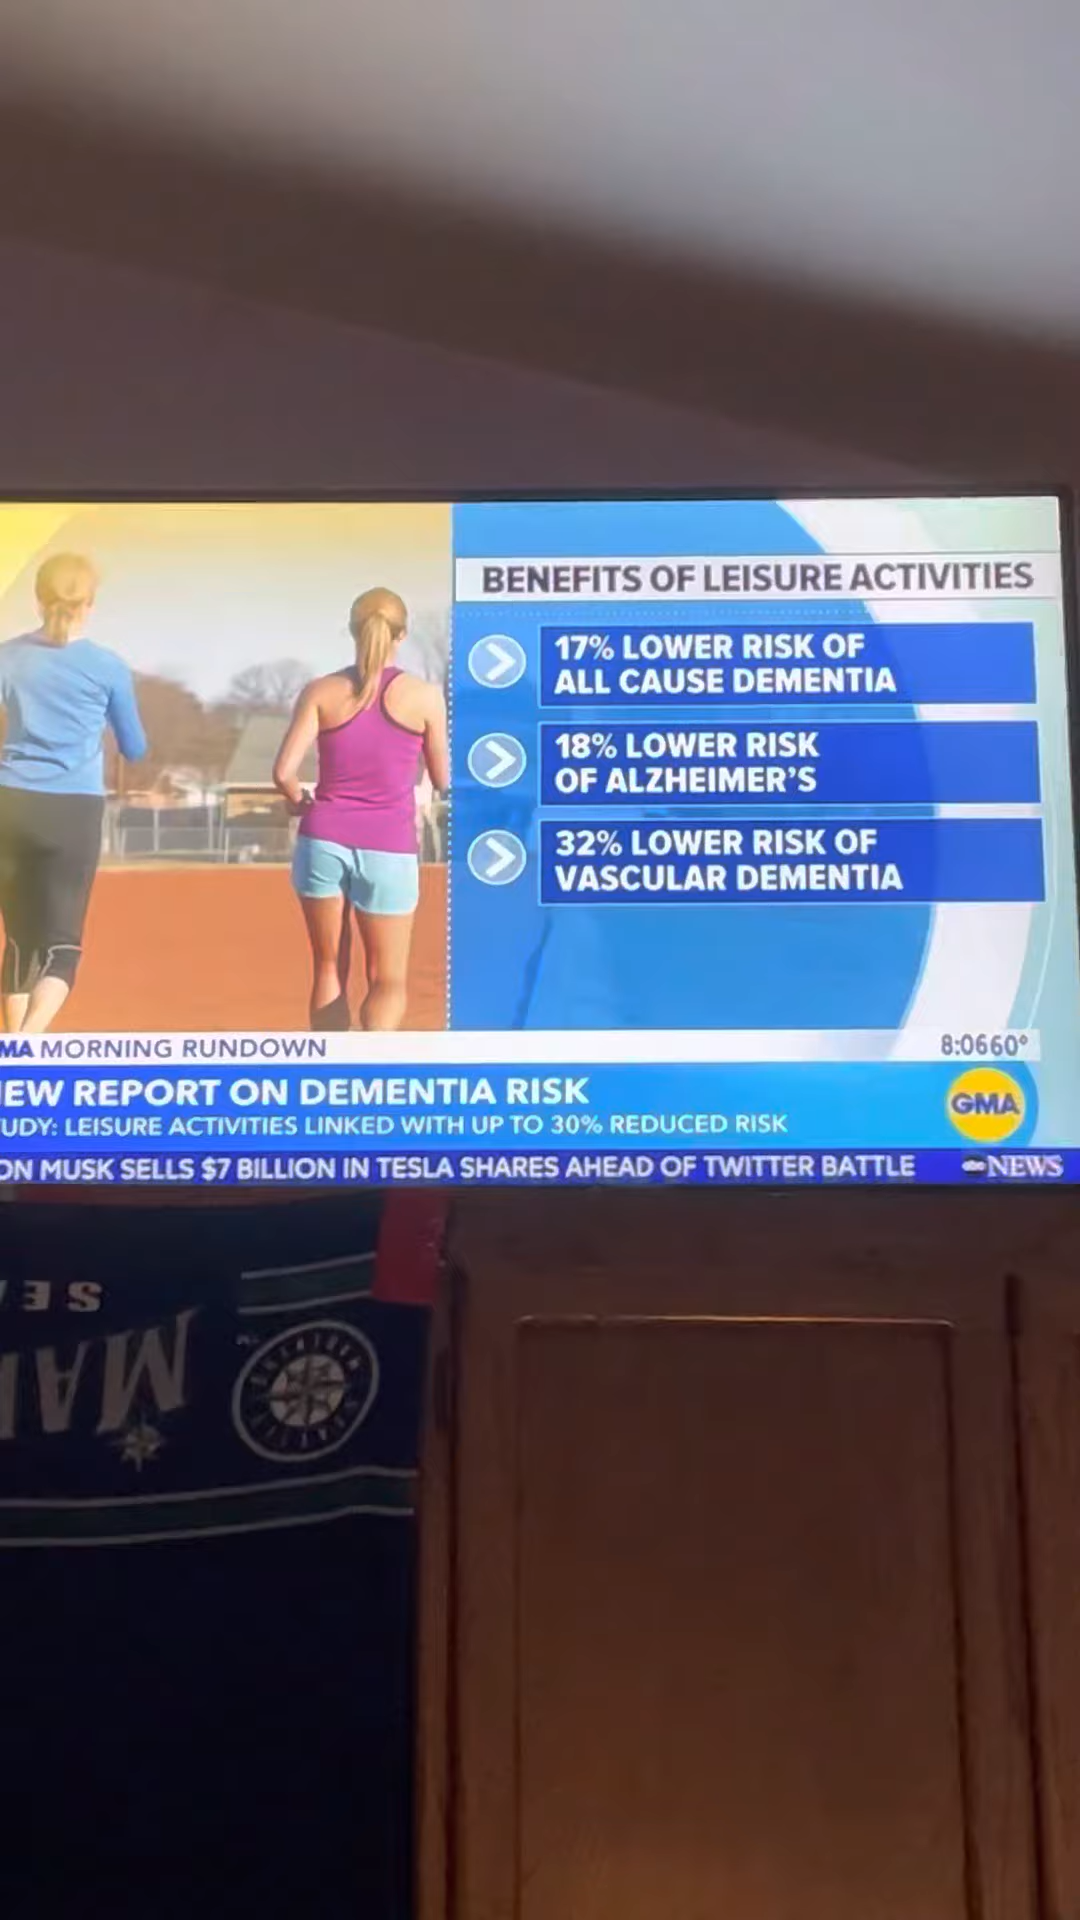 BENEFITS OF LEISURE ACTIVITIES
17% LOWER RISK OF
ALL CAUSE DEMENTIA
18% LOWER RISK
OF ALZHEIMER'S
32% LOWER RISK OF
VASCULAR DEMENTIA
MA MORNING RUNDOWN
8:06 60°
EW REPORT ON DEMENTIA RISK
GMA
UDY: LEISURE ACTIVITIES LINKED WITH UP TO 30% REDUCED RISK
ON MUSK SELLS $7 BILLION IN TESLA SHARES AHEAD OF TWITTER BATTLE
abc NEWS
SE
MA